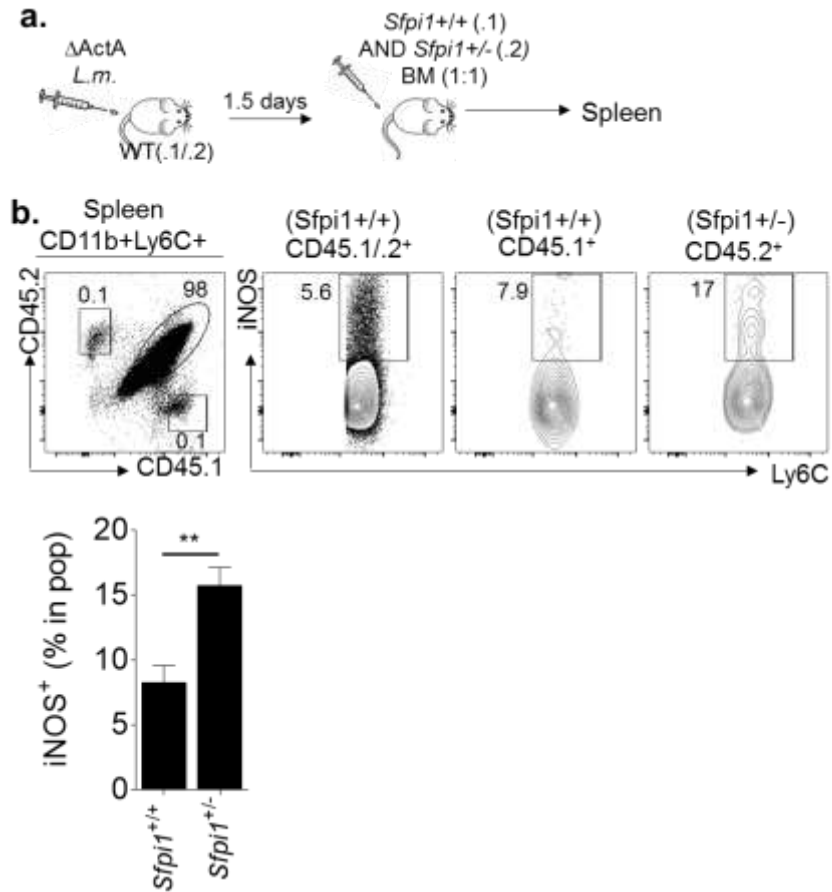 a.
ΔActA
L.m.
WT(.1/.2)
1.5 days
Sfpi1+/+ (.1)
AND Sfpi1+/- (.2)
BM (1:1)
Spleen
b.
Spleen
CD11b+Ly6C+
CD45.2
0.1
98
0.1
CD45.1
(Sfpi1+/+)
CD45.1/.2+
iNOS
5.6
(Sfpi1+/+)
CD45.1+
7.9
(Sfpi1+/-)
CD45.2+
17
Ly6C
iNOS+ (% in pop)
20
15
10
5
0
**
Sfpi1+/+
Sfpi1+/-